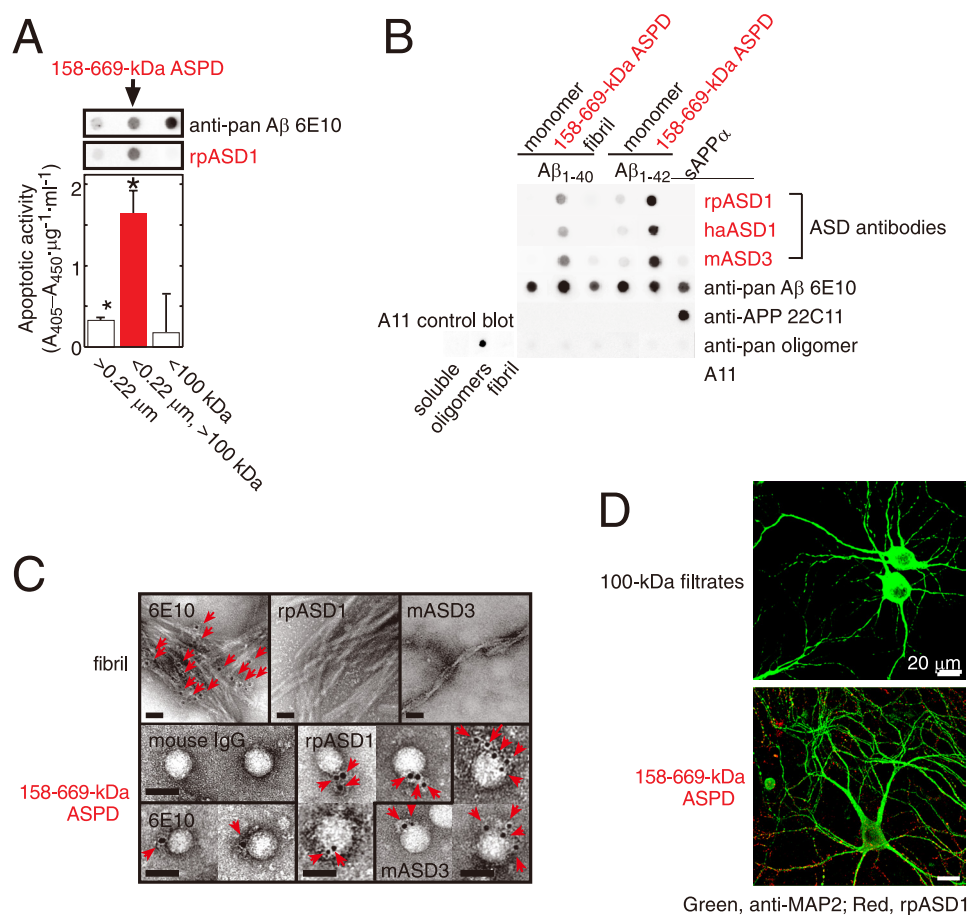 A
158-669-kDa ASPD
anti-pan Aβ 6E10
rpASD1
2
*
Apoptotic activity
(A405–A450·μg-1·ml-1)
1
*
0
>0.22 μm
<0.22 μm, >100 kDa
<100 kDa
B
monomer
158-669-kDa ASPD
fibril
monomer
158-669-kDa ASPD
sAPPα
Aβ1-40
Aβ1-42
rpASD1
haASD1
ASD antibodies
mASD3
anti-pan Aβ 6E10
anti-APP 22C11
A11 control blot
anti-pan oligomer
A11
soluble
oligomers
fibril
C
6E10
rpASD1
mASD3
fibril
mouse IgG
rpASD1
158-669-kDa
ASPD
6E10
mASD3
D
100-kDa filtrates
20 μm
158-669-kDa
ASPD
Green, anti-MAP2; Red, rpASD1